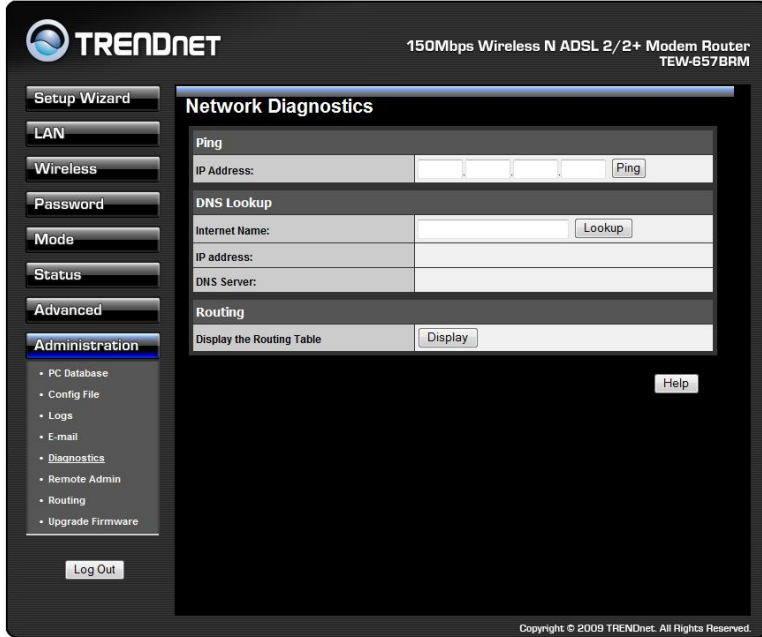 TRENDNET
150Mbps Wireless N ADSL 2/2+ Modem Router
TEW-657BRM
Setup Wizard
LAN
Wireless
Password
Mode
Status
Advanced
Administration
• PC Database
• Config File
• Logs
• E-mail
• Diagnostics
• Remote Admin
• Routing
• Upgrade Firmware
Log Out
Network Diagnostics
Ping
IP Address: . . . Ping
DNS Lookup
Internet Name: Lookup
IP address:
DNS Server:
Routing
Display the Routing Table Display
Help
Copyright © 2009 TRENDnet. All Rights Reserved.